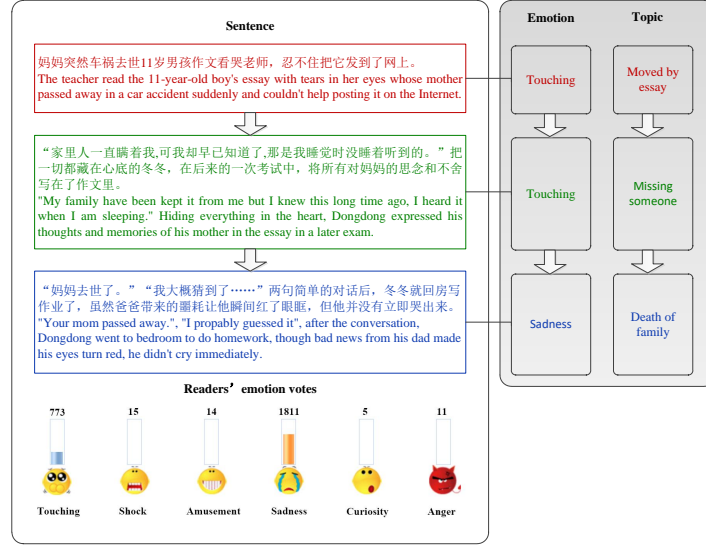 Sentence
妈妈突然车祸去世11岁男孩作文看哭老师，忍不住把它发到了网上。
The teacher read the 11-year-old boy's essay with tears in her eyes whose mother
passed away in a car accident suddenly and couldn't help posting it on the Internet.
“家里人一直瞒着我,可我却早已知道了,那是我睡觉时没睡着听到的。”把
一切都藏在心底的冬冬，在后来的一次考试中，将所有对妈妈的思念和不舍
写在了作文里。
"My family have been kept it from me but I knew this long time ago, I heard it
when I am sleeping." Hiding everything in the heart, Dongdong expressed his
thoughts and memories of his mother in the essay in a later exam.
“妈妈去世了。”“我大概猜到了……”两句简单的对话后，冬冬就回房写
作业了，虽然爸爸带来的噩耗让他瞬间红了眼眶，但他并没有立即哭出来。
"Your mom passed away.", "I propably guessed it", after the conversation,
Dongdong went to bedroom to do homework, though bad news from his dad made
his eyes turn red, he didn't cry immediately.
Readers’ emotion votes
773 15 14 1811 5 11
Touching Shock Amusement Sadness Curiosity Anger
Emotion Topic
Touching
Moved by
essay
Touching
Missing
someone
Sadness
Death of
family